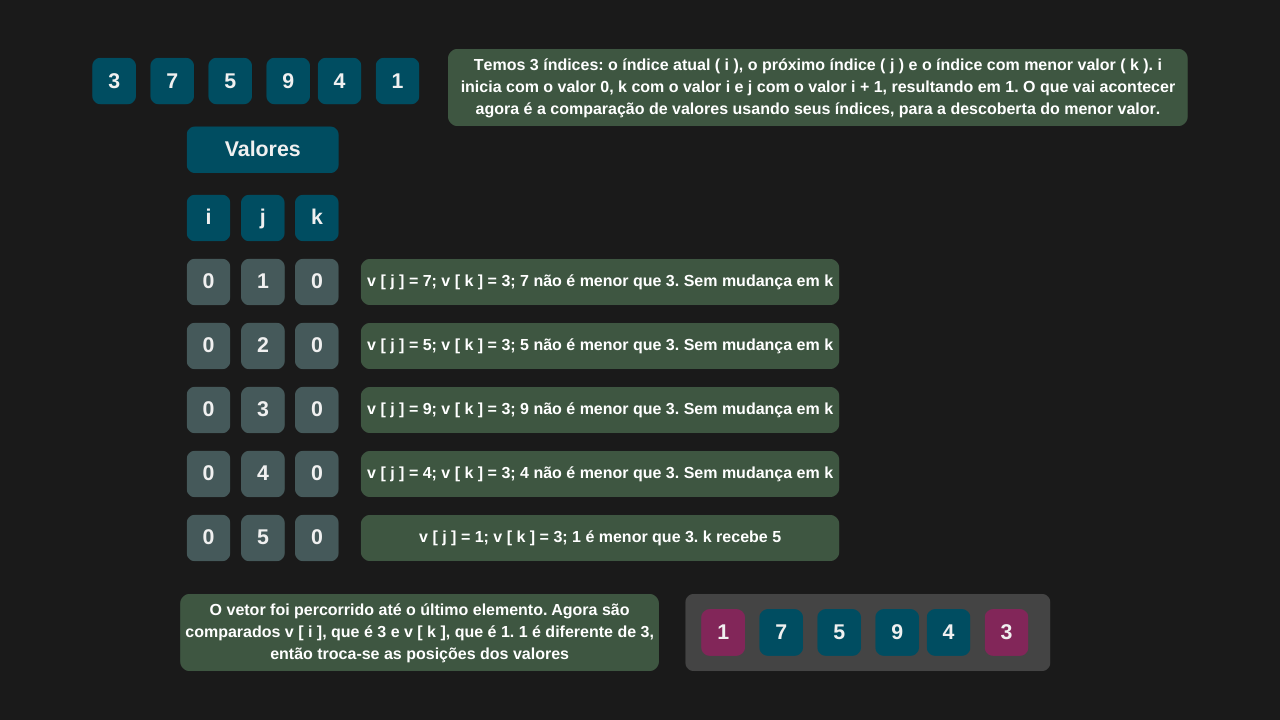 3 7 5 9 4 1
Temos 3 índices: o índice atual ( i ), o próximo índice ( j ) e o índice com menor valor ( k ). i
inicia com o valor 0, k com o valor i e j com o valor i + 1, resultando em 1. O que vai acontecer
agora é a comparação de valores usando seus índices, para a descoberta do menor valor.
Valores
i j k
0 1 0 v [ j ] = 7; v [ k ] = 3; 7 não é menor que 3. Sem mudança em k
0 2 0 v [ j ] = 5; v [ k ] = 3; 5 não é menor que 3. Sem mudança em k
0 3 0 v [ j ] = 9; v [ k ] = 3; 9 não é menor que 3. Sem mudança em k
0 4 0 v [ j ] = 4; v [ k ] = 3; 4 não é menor que 3. Sem mudança em k
0 5 0 v [ j ] = 1; v [ k ] = 3; 1 é menor que 3. k recebe 5
O vetor foi percorrido até o último elemento. Agora são
comparados v [ i ], que é 3 e v [ k ], que é 1. 1 é diferente de 3,
então troca-se as posições dos valores
1 7 5 9 4 3